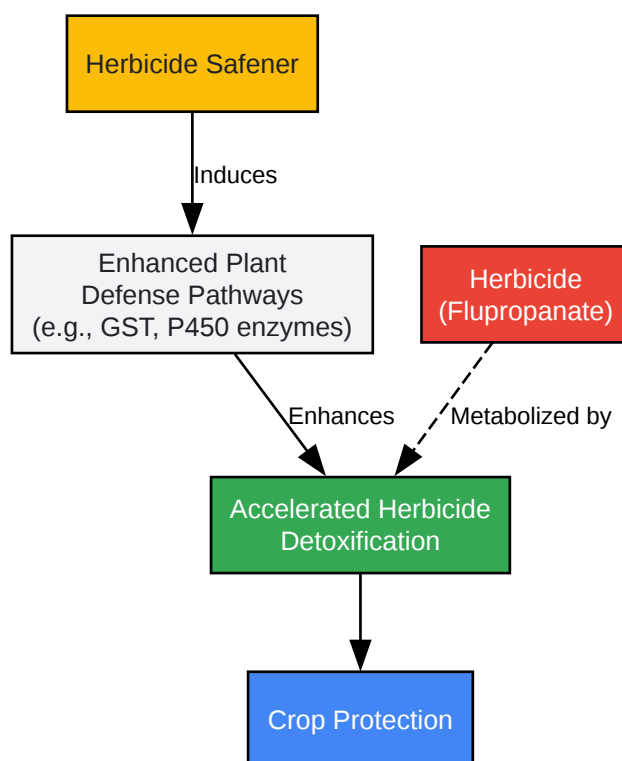 Herbicide Safener
Induces
Enhanced Plant
Defense Pathways
(e.g., GST, P450 enzymes)
Herbicide
(Flupropanate)
Enhances
Metabolized by
Accelerated Herbicide
Detoxification
Crop Protection